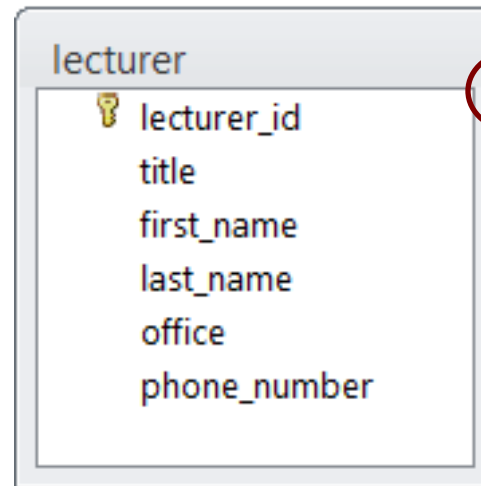 lecturer
lecturer_id
title
first_name
last_name
office
phone_number